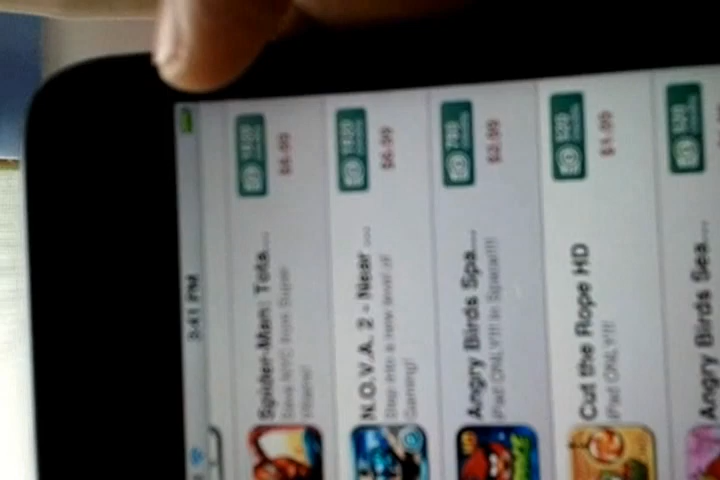 3:41 PM
Spider-Man: Tota...
Save NYC from Super
Villains!
$6.99
N.O.V.A. 2 - Near ...
Step into a new level of
Gaming!
$6.99
Angry Birds Spa...
iPad ONLY!!! In Space!!!!
$2.99
Cut the Rope HD
iPad ONLY!!!
$1.99
Angry Birds Sea...